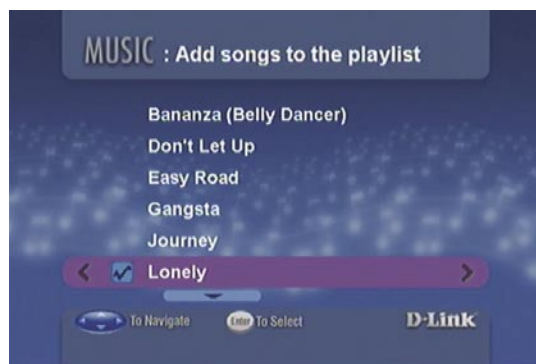 MUSIC : Add songs to the playlist
Bananza (Belly Dancer)
Don't Let Up
Easy Road
Gangsta
Journey
Lonely
To Navigate Enter To Select D-Link